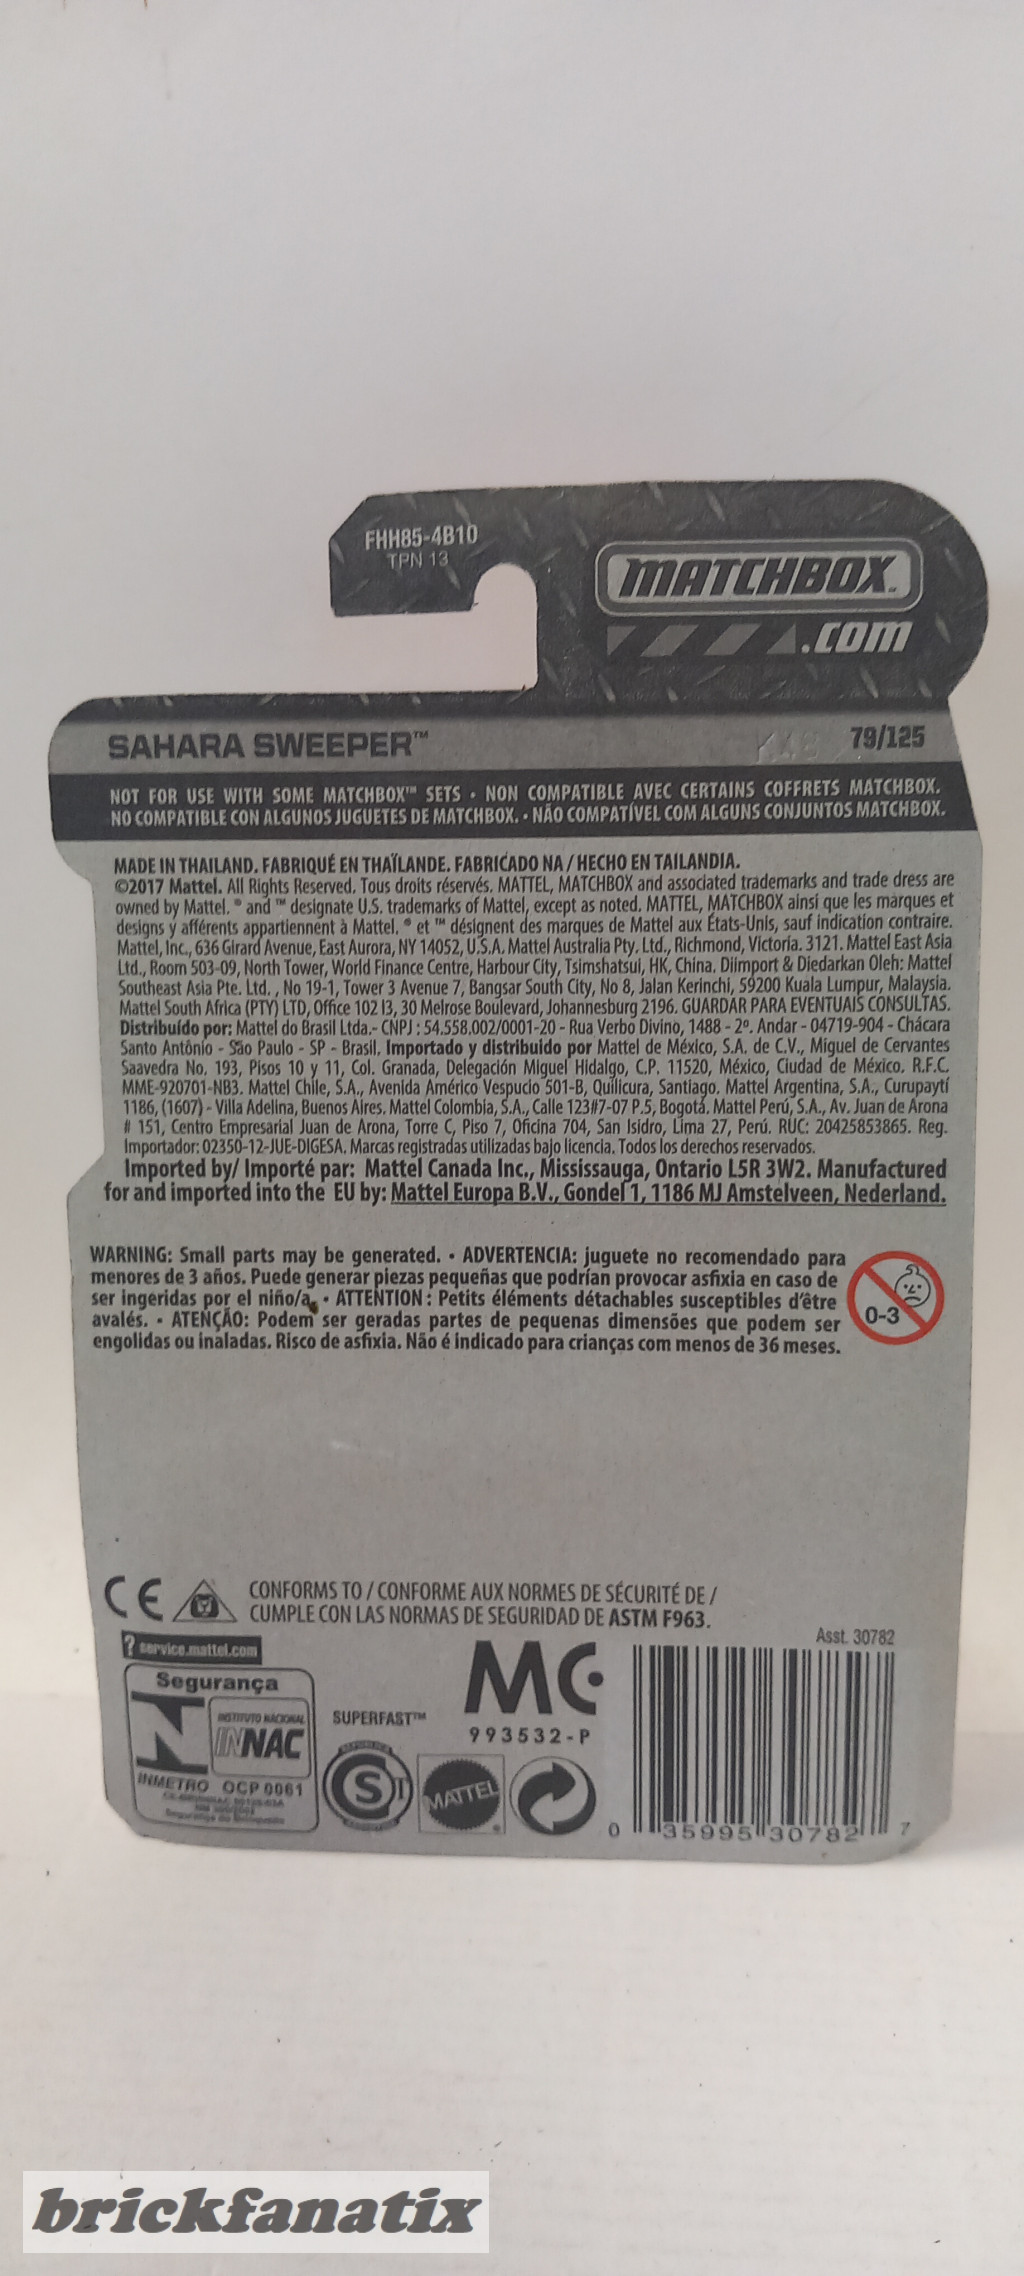 FHH85-4B10
TPN 13
MATCHBOX™
.com
SAHARA SWEEPER™
79/125
NOT FOR USE WITH SOME MATCHBOX™ SETS • NON COMPATIBLE AVEC CERTAINS COFFRETS MATCHBOX.
NO COMPATIBLE CON ALGUNOS JUGUETES DE MATCHBOX. • NÃO COMPATÍVEL COM ALGUNS CONJUNTOS MATCHBOX.
MADE IN THAILAND. FABRIQUÉ EN THAÏLANDE. FABRICADO NA / HECHO EN TAILANDIA.
©2017 Mattel. All Rights Reserved. Tous droits réservés. MATTEL, MATCHBOX and associated trademarks and trade dress are
owned by Mattel. ® and ™ designate U.S. trademarks of Mattel, except as noted. MATTEL, MATCHBOX ainsi que les marques et
designs y afférents appartiennent à Mattel. ® et ™ désignent des marques de Mattel aux États-Unis, sauf indication contraire.
Mattel, Inc., 636 Girard Avenue, East Aurora, NY 14052, U.S.A. Mattel Australia Pty. Ltd., Richmond, Victoria. 3121. Mattel East Asia
Ltd., Room 503-09, North Tower, World Finance Centre, Harbour City, Tsimshatsui, HK, China. Diimport & Diedarkan Oleh: Mattel
Southeast Asia Pte. Ltd. , No 19-1, Tower 3 Avenue 7, Bangsar South City, No 8, Jalan Kerinchi, 59200 Kuala Lumpur, Malaysia.
Mattel South Africa (PTY) LTD, Office 102 I3, 30 Melrose Boulevard, Johannesburg 2196. GUARDAR PARA EVENTUAIS CONSULTAS.
Distribuído por: Mattel do Brasil Ltda.- CNPJ : 54.558.002/0001-20 - Rua Verbo Divino, 1488 - 2º. Andar - 04719-904 - Chácara
Santo Antônio - São Paulo - SP - Brasil. Importado y distribuido por Mattel de México, S.A. de C.V., Miguel de Cervantes
Saavedra No. 193, Pisos 10 y 11, Col. Granada, Delegación Miguel Hidalgo, C.P. 11520, México, Ciudad de México. R.F.C.
MME-920701-NB3. Mattel Chile, S.A., Avenida Américo Vespucio 501-B, Quilicura, Santiago. Mattel Argentina, S.A., Curupaytí
1186, (1607) - Villa Adelina, Buenos Aires. Mattel Colombia, S.A., Calle 123#7-07 P.5, Bogotá. Mattel Perú, S.A., Av. Juan de Arona
# 151, Centro Empresarial Juan de Arona, Torre C, Piso 7, Oficina 704, San Isidro, Lima 27, Perú. RUC: 20425853865. Reg.
Importador: 02350-12-JUE-DIGESA. Marcas registradas utilizadas bajo licencia. Todos los derechos reservados.
Imported by/ Importé par: Mattel Canada Inc., Mississauga, Ontario L5R 3W2. Manufactured
for and imported into the EU by: Mattel Europa B.V., Gondel 1, 1186 MJ Amstelveen, Nederland.
WARNING: Small parts may be generated. • ADVERTENCIA: juguete no recomendado para
menores de 3 años. Puede generar piezas pequeñas que podrían provocar asfixia en caso de
ser ingeridas por el niño/a. • ATTENTION : Petits éléments détachables susceptibles d'être
avalés. • ATENÇÃO: Podem ser geradas partes de pequenas dimensões que podem ser
engolidas ou inaladas. Risco de asfixia. Não é indicado para crianças com menos de 36 meses.
0-3
CE
CONFORMS TO / CONFORME AUX NORMES DE SÉCURITÉ DE /
CUMPLE CON LAS NORMAS DE SEGURIDAD DE ASTM F963.
Asst. 30782
? service.mattel.com
Segurança
INSTITUTO NACIONAL
INNAC
INMETRO OCP 0061
SUPERFAST™
MC
993532-P
S
MATTEL
0 35995 30782 7
brickfanatix